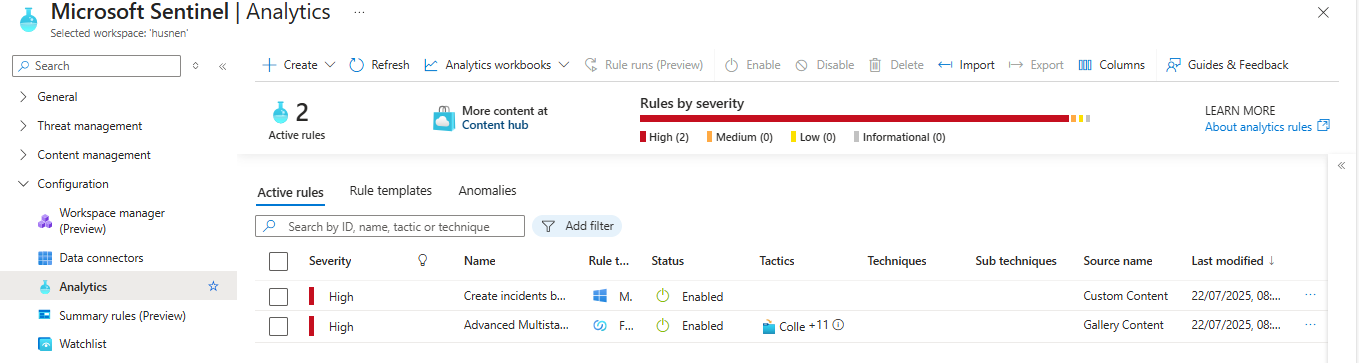 Microsoft Sentinel | Analytics ...
Selected workspace: 'husnen'
Search
General
Threat management
Content management
Configuration
Workspace manager
(Preview)
Data connectors
Analytics
Summary rules (Preview)
Watchlist
Create Refresh Analytics workbooks Rule runs (Preview) Enable Disable Delete Import Export Columns Guides & Feedback
2
Active rules
More content at
Content hub
Rules by severity
High (2) Medium (0) Low (0) Informational (0)
LEARN MORE
About analytics rules
Active rules Rule templates Anomalies
Search by ID, name, tactic or technique Add filter
Severity Name Rule t... Status Tactics Techniques Sub techniques Source name Last modified ↓
High Create incidents b... M. Enabled Custom Content 22/07/2025, 08:... ...
High Advanced Multista... F... Enabled Colle +11 Gallery Content 22/07/2025, 08:... ...